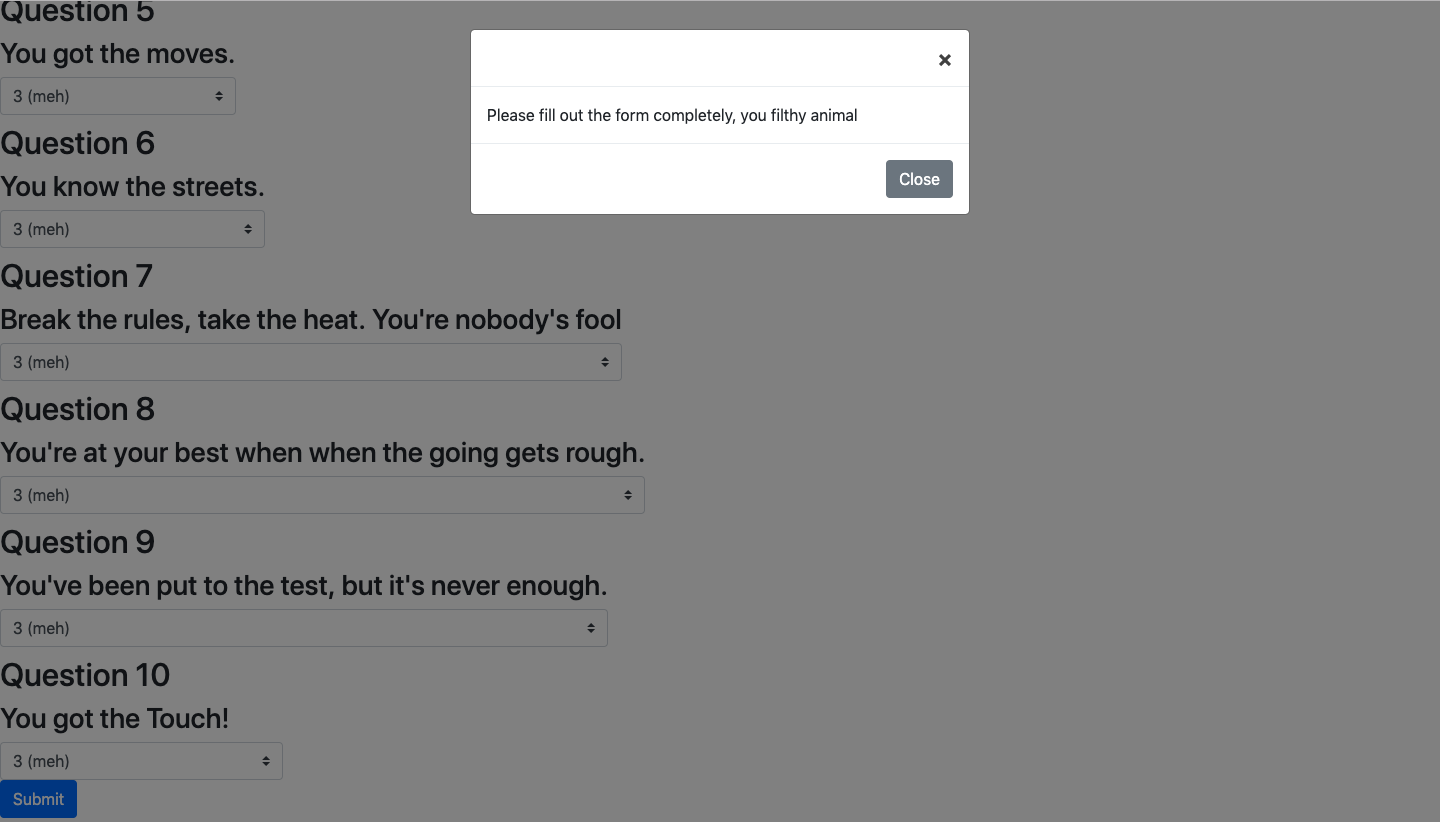 Question 5
You got the moves.
3 (meh)
Question 6
You know the streets.
3 (meh)
Question 7
Break the rules, take the heat. You're nobody's fool
3 (meh)
Question 8
You're at your best when when the going gets rough.
3 (meh)
Question 9
You've been put to the test, but it's never enough.
3 (meh)
Question 10
You got the Touch!
3 (meh)
Submit
×
Please fill out the form completely, you filthy animal
Close